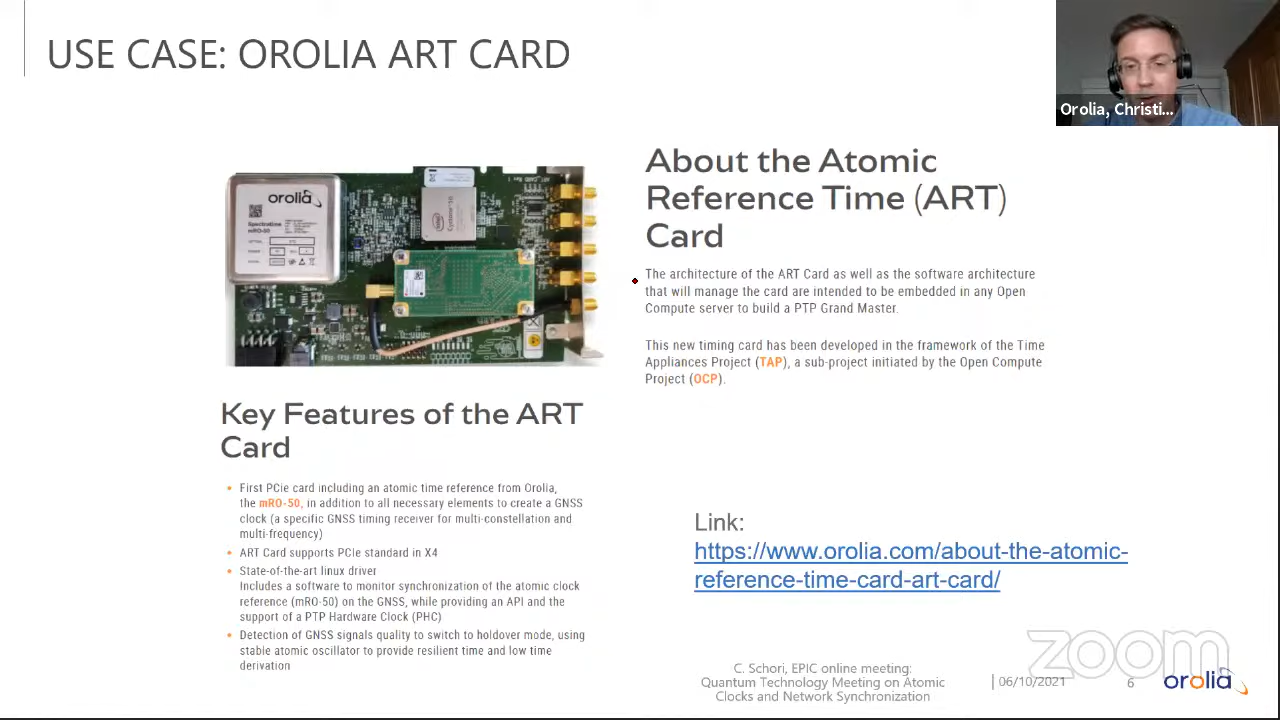 USE CASE: OROLIA ART CARD
Orolia, Christi...
orolia
Spectratime
mRO-50
intel
Cyclone 10
ART_CARD
About the Atomic
Reference Time (ART)
Card
The architecture of the ART Card as well as the software architecture
that will manage the card are intended to be embedded in any Open
Compute server to build a PTP Grand Master.
This new timing card has been developed in the framework of the Time
Appliances Project (TAP), a sub-project initiated by the Open Compute
Project (OCP).
Key Features of the ART
Card
• First PCie card including an atomic time reference from Orolia,
the mRO-50, in addition to all necessary elements to create a GNSS
clock (a specific GNSS timing receiver for multi-constellation and
multi-frequency)
• ART Card supports PCIe standard in X4
• State-of-the-art linux driver
Includes a software to monitor synchronization of the atomic clock
reference (mRO-50) on the GNSS, while providing an API and the
support of a PTP Hardware Clock (PHC)
• Detection of GNSS signals quality to switch to holdover mode, using
stable atomic oscillator to provide resilient time and low time
derivation
Link:
https://www.orolia.com/about-the-atomic-
reference-time-card-art-card/
zoom
C. Schori, EPIC online meeting:
Quantum Technology Meeting on Atomic
Clocks and Network Synchronization
06/10/2021
6
orolia